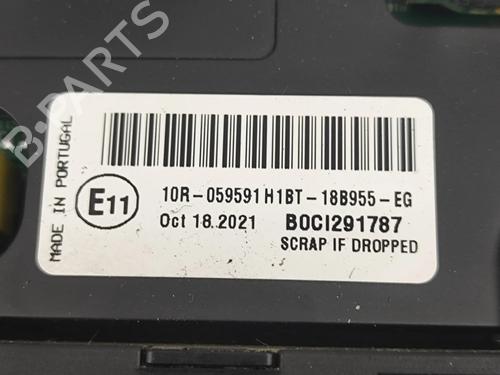 B-PARTS
MADE IN PORTUGAL
E11
10R-059591 H1BT-18B955-EG
Oct 18.2021 B0CI291787
SCRAP IF DROPPED